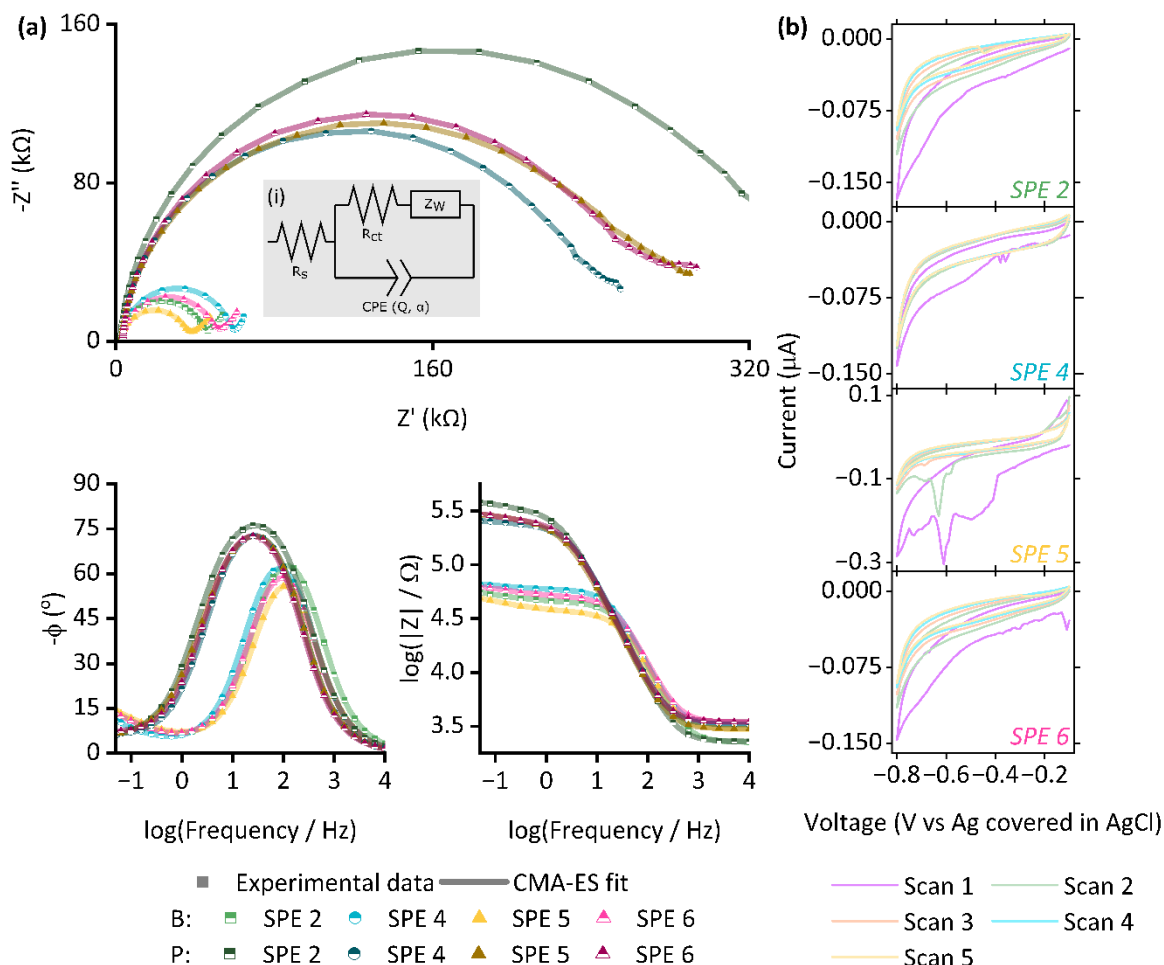 (a)
160
80
0
-Z'' (kΩ)
(i)
R_S
R_ct
Z_W
CPE (Q, α)
0
160
320
Z' (kΩ)
90
75
60
45
30
15
0
-ϕ (°)
−1
0
1
2
3
4
log(Frequency / Hz)
5.5
5.0
4.5
4.0
3.5
log(|Z| / Ω)
−1
0
1
2
3
4
log(Frequency / Hz)
■ Experimental data CMA-ES fit
B: SPE 2 SPE 4 SPE 5 SPE 6
P: SPE 2 SPE 4 SPE 5 SPE 6
(b)
0.000
−0.075
−0.150
SPE 2
0.000
−0.075
−0.150
SPE 4
0.1
−0.1
−0.3
SPE 5
0.000
−0.075
−0.150
SPE 6
Current (μA)
−0.8 −0.6 −0.4 −0.2
Voltage (V vs Ag covered in AgCl)
Scan 1 Scan 2
Scan 3 Scan 4
Scan 5